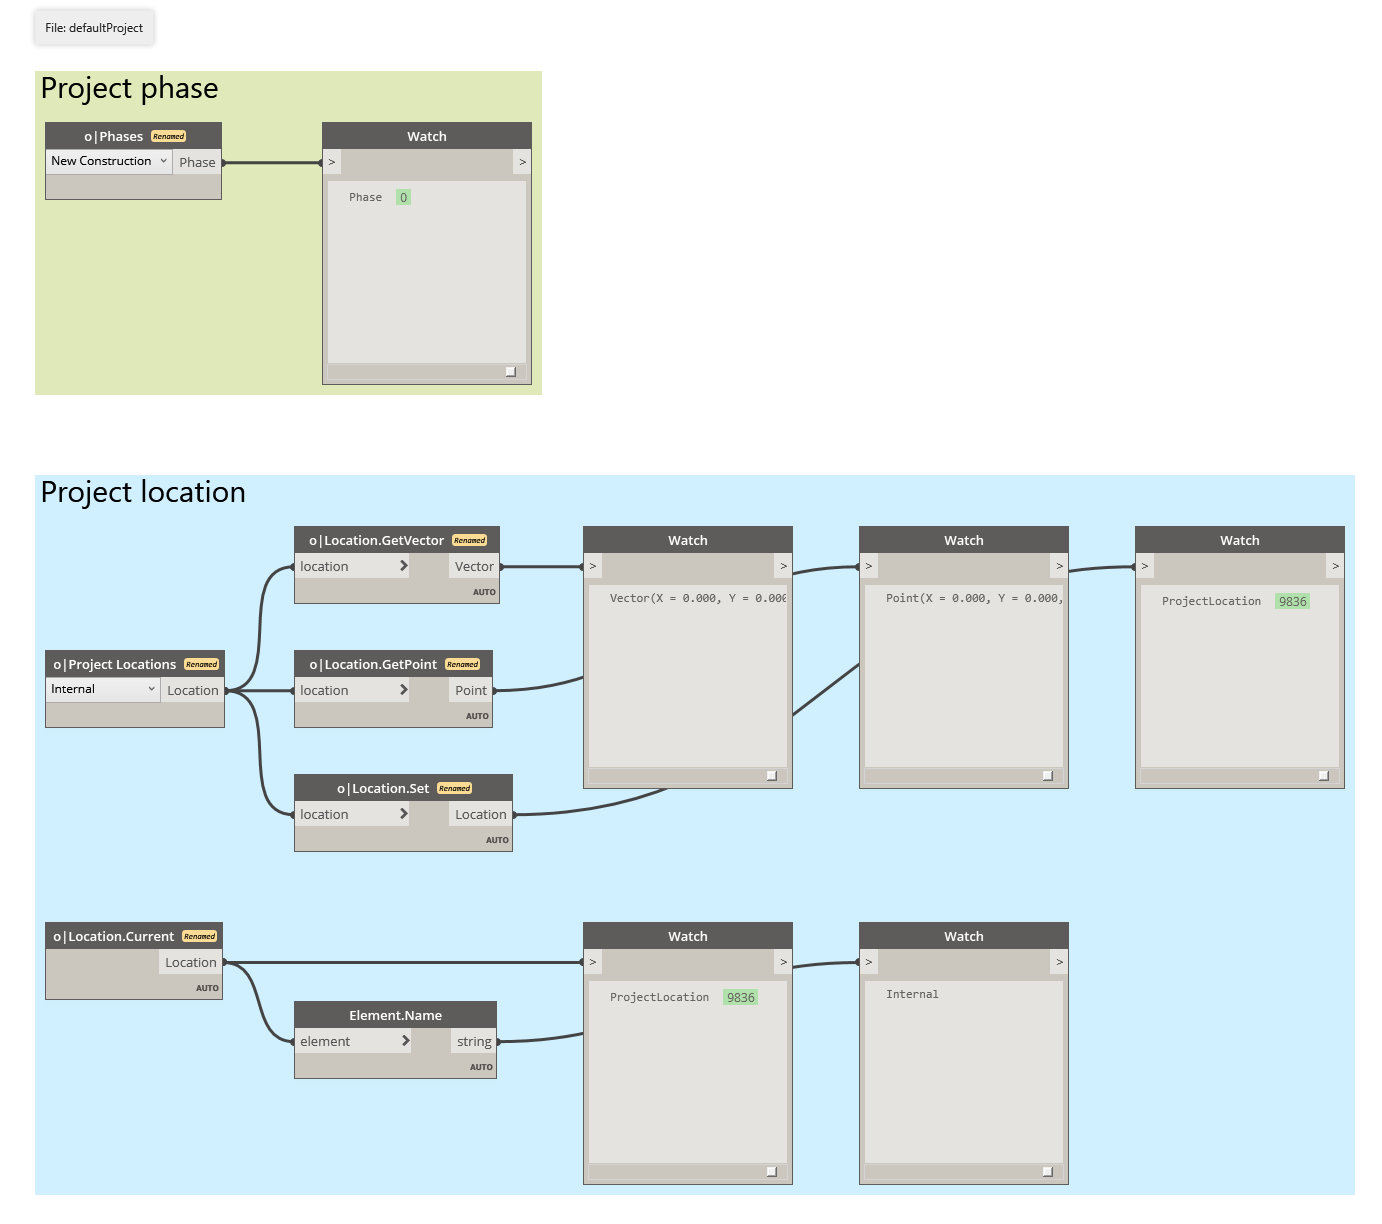 File: defaultProject
Project phase
o|Phases Renamed
New Construction Phase
Watch
> >
Phase 0
Project location
o|Location.GetVector Renamed
location Vector
AUTO
Watch
> >
Vector(X = 0.000, Y = 0.000
Watch
> >
Point(X = 0.000, Y = 0.000,
Watch
> >
ProjectLocation 9836
o|Project Locations Renamed
Internal Location
o|Location.GetPoint Renamed
location Point
AUTO
o|Location.Set Renamed
location Location
AUTO
o|Location.Current Renamed
Location
AUTO
Element.Name
element string
AUTO
Watch
> >
ProjectLocation 9836
Watch
> >
Internal